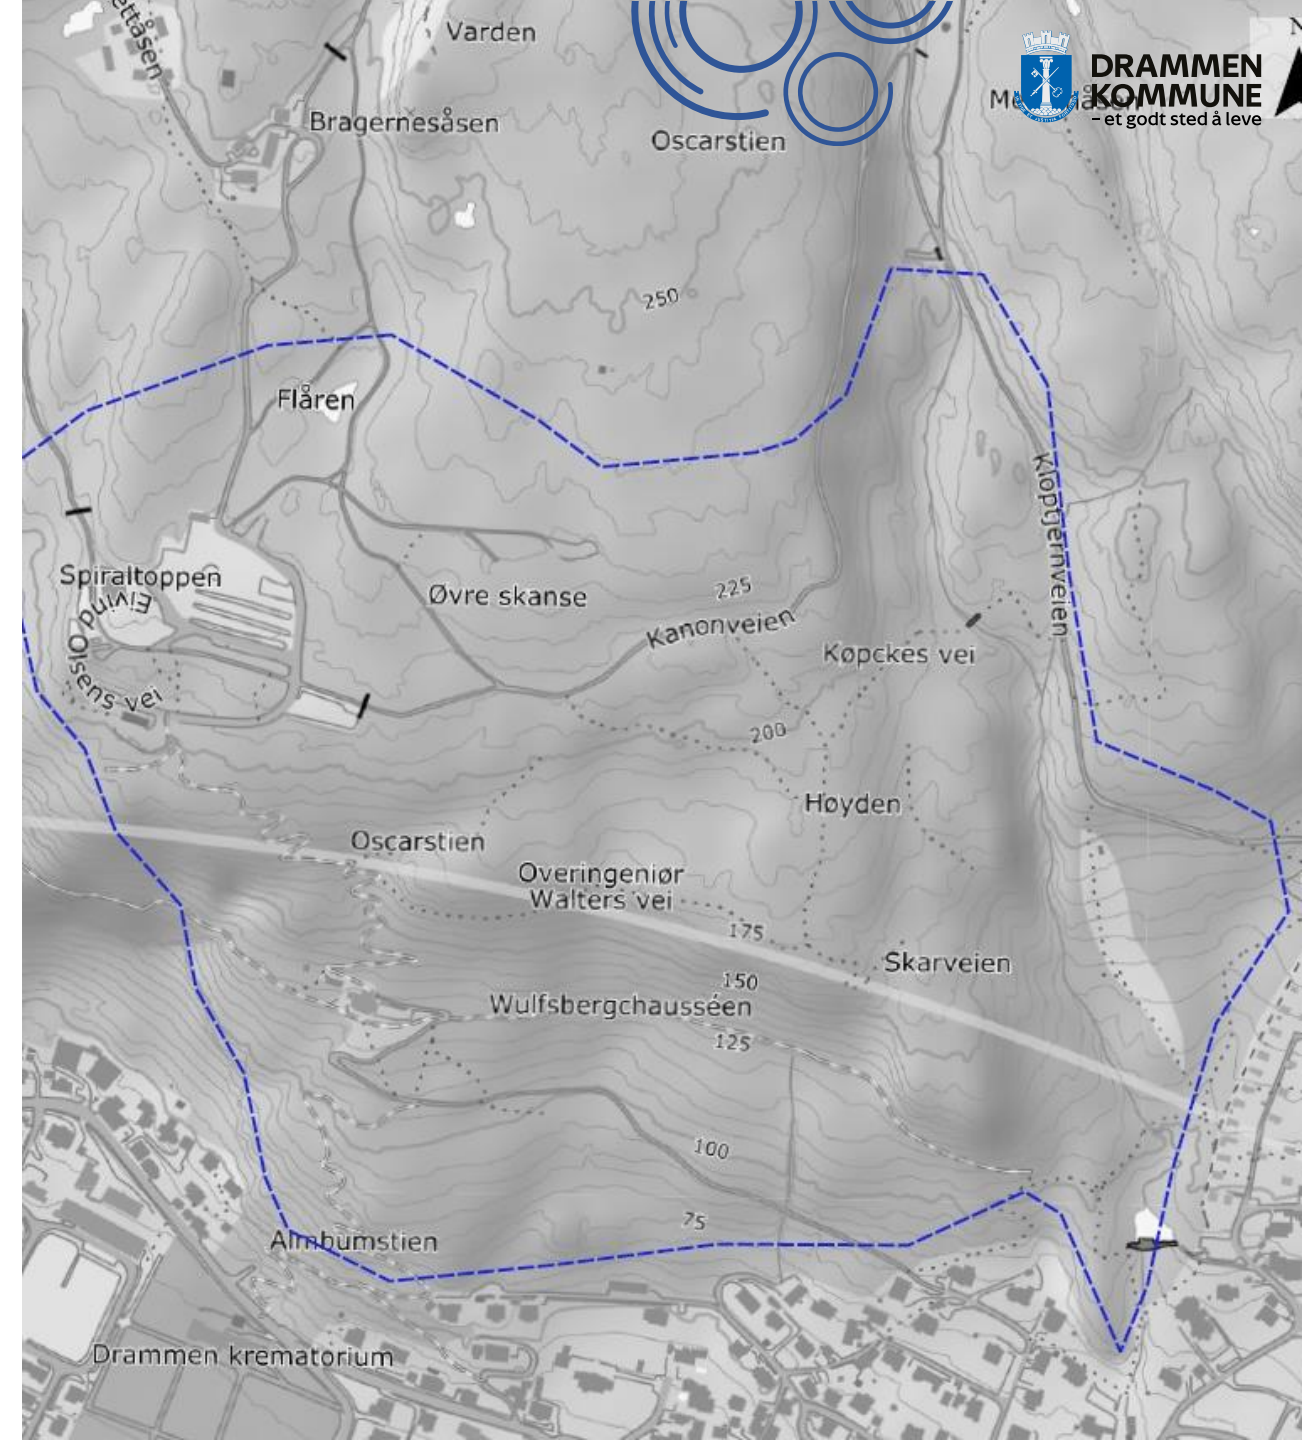 ettåsen
Varden
N
DRAMMEN
KOMMUNE
– et godt sted å leve
Bragernesåsen
Oscarstien
250
Flåren
Kloptjernveien
Spiraltoppen
Eivind
Olsens vei
Øvre skanse
225
Kanonveien
Køpckes vei
200
Høyden
Oscarstien
Overingeniør
Walters vei
175
Skarveien
150
Wulfsbergchausséen
125
100
75
Almbumstien
Drammen krematorium